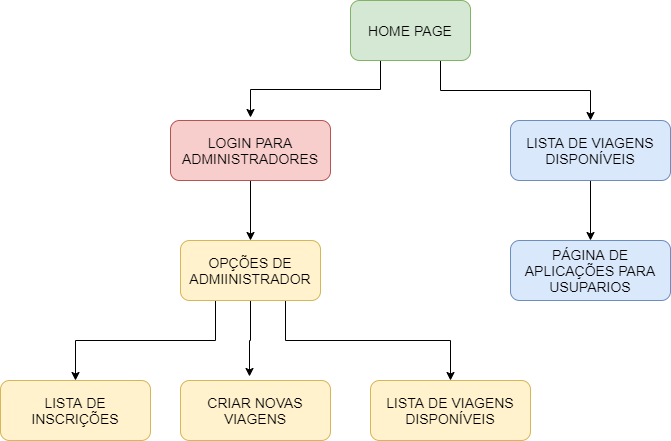 HOME PAGE
LOGIN PARA
ADMINISTRADORES
LISTA DE VIAGENS
DISPONÍVEIS
OPÇÕES DE
ADMIINISTRADOR
PÁGINA DE
APLICAÇÕES PARA
USUPARIOS
LISTA DE
INSCRIÇÕES
CRIAR NOVAS
VIAGENS
LISTA DE VIAGENS
DISPONÍVEIS